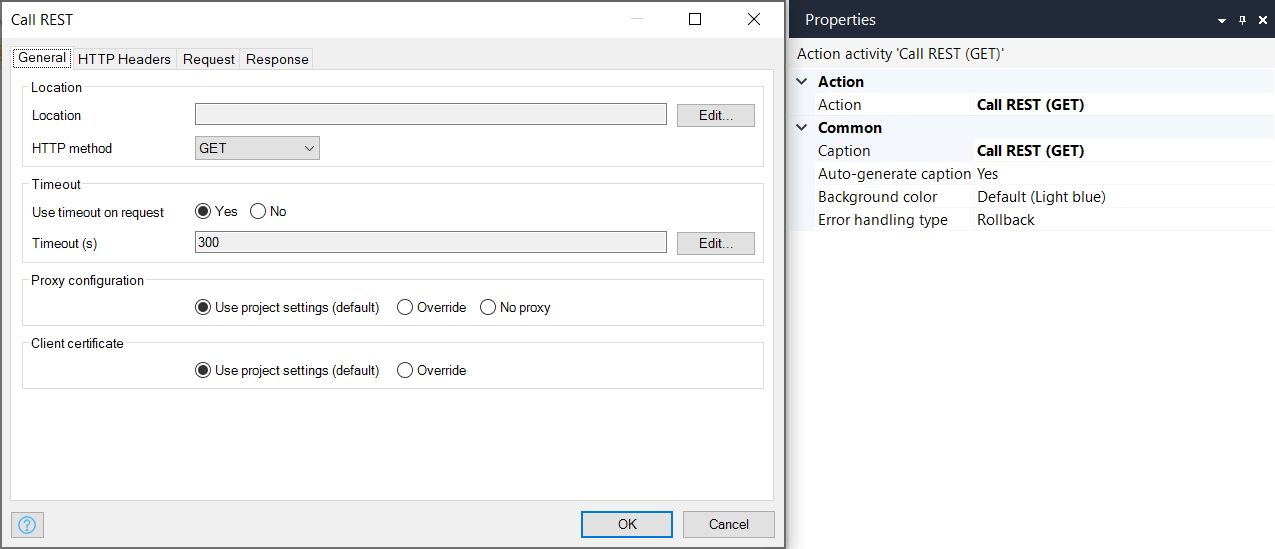 Call REST
General HTTP Headers Request Response
Location
Location Edit...
HTTP method GET
Timeout
Use timeout on request Yes No
Timeout (s) 300 Edit...
Proxy configuration
Use project settings (default) Override No proxy
Client certificate
Use project settings (default) Override
? OK Cancel
Properties
Action activity 'Call REST (GET)'
Action
Action Call REST (GET)
Common
Caption Call REST (GET)
Auto-generate caption Yes
Background color Default (Light blue)
Error handling type Rollback